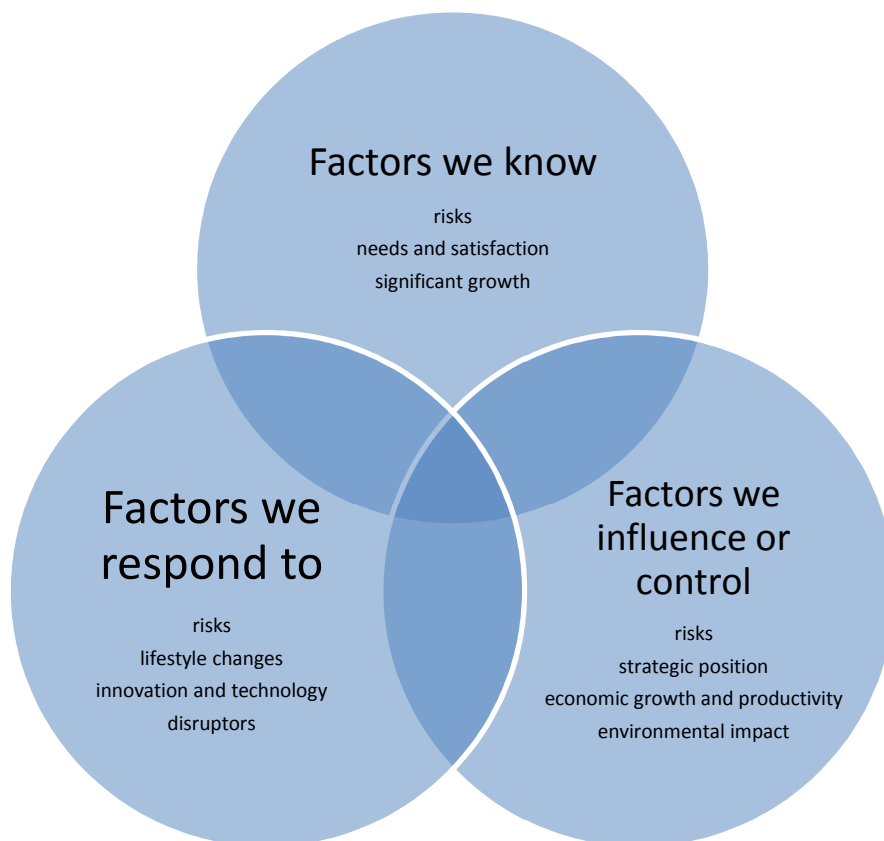 Factors we know
risks
needs and satisfaction
significant growth
Factors we
respond to
risks
lifestyle changes
innovation and technology
disruptors
Factors we
influence or
control
risks
strategic position
economic growth and productivity
environmental impact